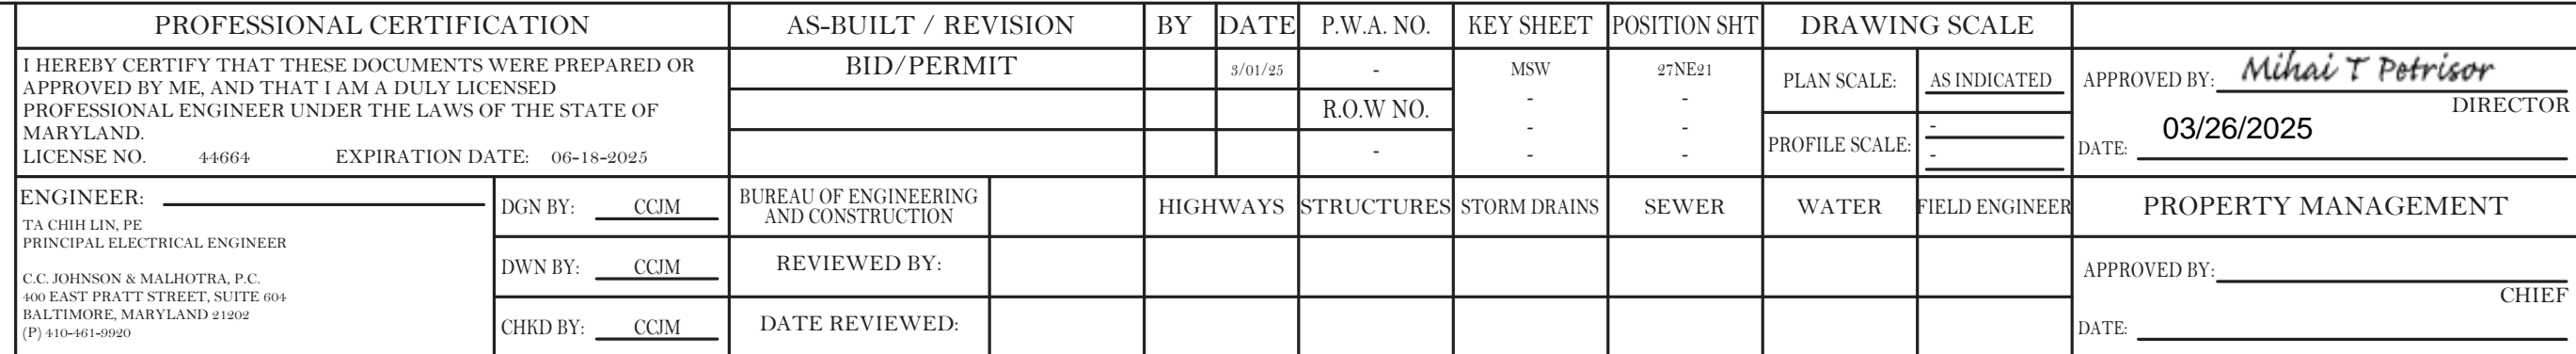 PROFESSIONAL CERTIFICATION
I HEREBY CERTIFY THAT THESE DOCUMENTS WERE PREPARED OR
APPROVED BY ME, AND THAT I AM A DULY LICENSED
PROFESSIONAL ENGINEER UNDER THE LAWS OF THE STATE OF
MARYLAND.
LICENSE NO. 44664 EXPIRATION DATE: 06-18-2025
ENGINEER:
TA CHIH LIN, PE
PRINCIPAL ELECTRICAL ENGINEER
C.C. JOHNSON & MALHOTRA, P.C.
400 EAST PRATT STREET, SUITE 604
BALTIMORE, MARYLAND 21202
(P) 410-461-9920
DGN BY: CCJM
DWN BY: CCJM
CHKD BY: CCJM
AS-BUILT / REVISION BY DATE
BID/PERMIT 3/01/25
P.W.A. NO.
-
R.O.W NO.
-
KEY SHEET
MSW
-
-
-
POSITION SHT
27NE21
-
-
-
DRAWING SCALE
PLAN SCALE: AS INDICATED
PROFILE SCALE: -
-
APPROVED BY: Mihai T Petrisor
DIRECTOR
DATE: 03/26/2025
BUREAU OF ENGINEERING
AND CONSTRUCTION
HIGHWAYS STRUCTURES STORM DRAINS SEWER WATER FIELD ENGINEER
REVIEWED BY:
DATE REVIEWED:
PROPERTY MANAGEMENT
APPROVED BY:
CHIEF
DATE: